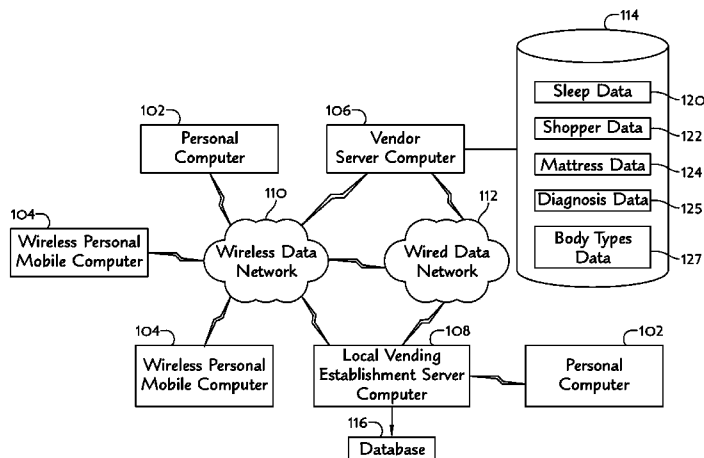 114
Sleep Data
120
Shopper Data
122
Mattress Data
124
Diagnosis Data
125
Body Types
Data
127
102
Personal
Computer
106
Vendor
Server Computer
104
Wireless Personal
Mobile Computer
110
Wireless Data
Network
112
Wired Data
Network
104
Wireless Personal
Mobile Computer
108
Local Vending
Establishment Server
Computer
102
Personal
Computer
116
Database